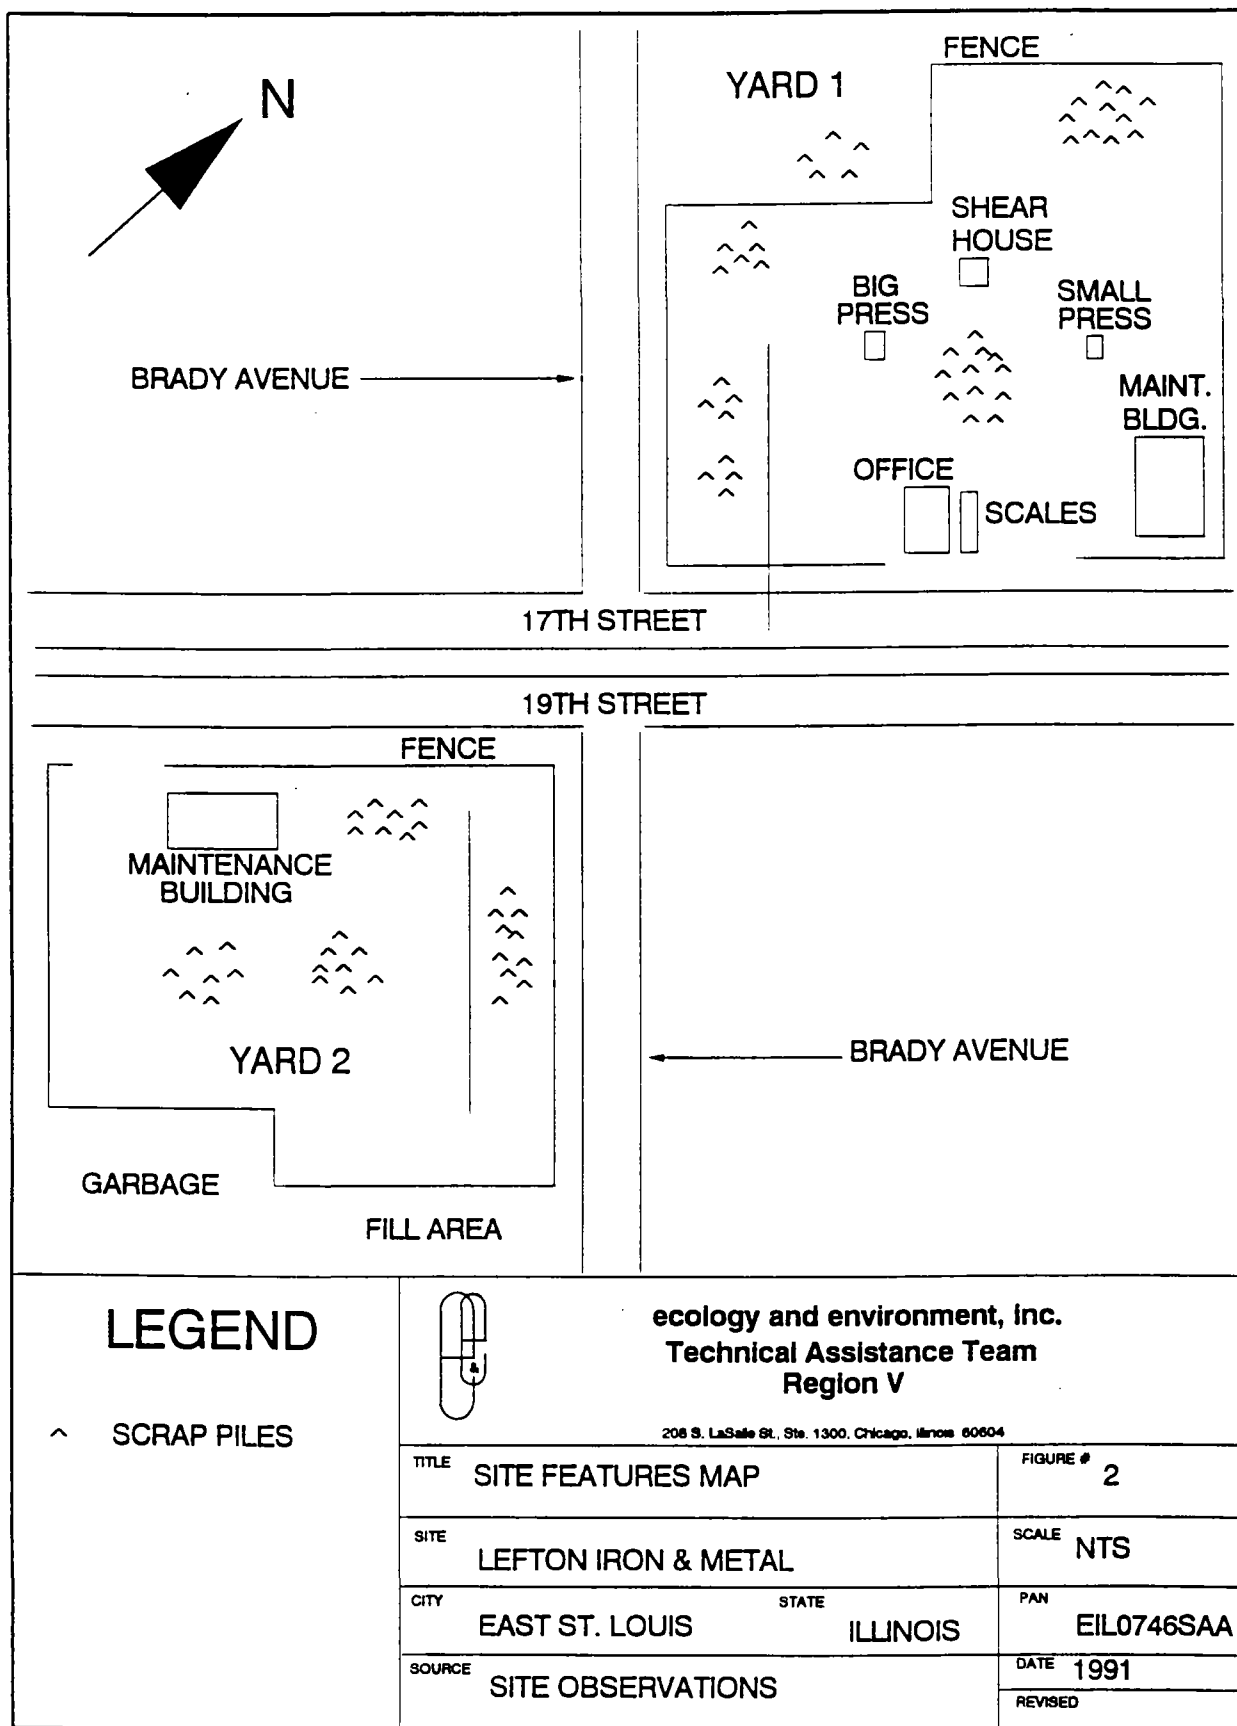 N
FENCE
YARD 1
SHEAR
HOUSE
BIG
PRESS
SMALL
PRESS
BRADY AVENUE
MAINT.
BLDG.
OFFICE
SCALES
17TH STREET
19TH STREET
FENCE
MAINTENANCE
BUILDING
YARD 2
BRADY AVENUE
GARBAGE
FILL AREA
LEGEND
^ SCRAP PILES
&
ecology and environment, inc.
Technical Assistance Team
Region V
208 S. LaSalle St., Ste. 1300, Chicago, Illinois 60604
TITLE SITE FEATURES MAP
FIGURE # 2
SITE LEFTON IRON & METAL
SCALE NTS
CITY EAST ST. LOUIS
STATE ILLINOIS
PAN EIL0746SAA
SOURCE SITE OBSERVATIONS
DATE 1991
REVISED